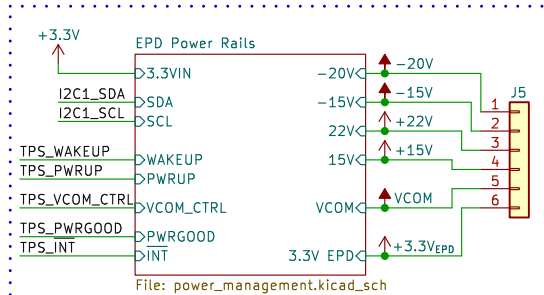 +3.3V
EPD Power Rails
3.3VIN
I2C1_SDA
SDA
I2C1_SCL
SCL
TPS_WAKEUP
WAKEUP
TPS_PWRUP
PWRUP
TPS_VCOM_CTRL
VCOM_CTRL
TPS_PWRGOOD
PWRGOOD
TPS_INT
INT
-20V
-20V
-15V
-15V
22V
+22V
15V
+15V
VCOM
VCOM
3.3V EPD
+3.3VEPD
J5
1
2
3
4
5
6
File: power_management.kicad_sch